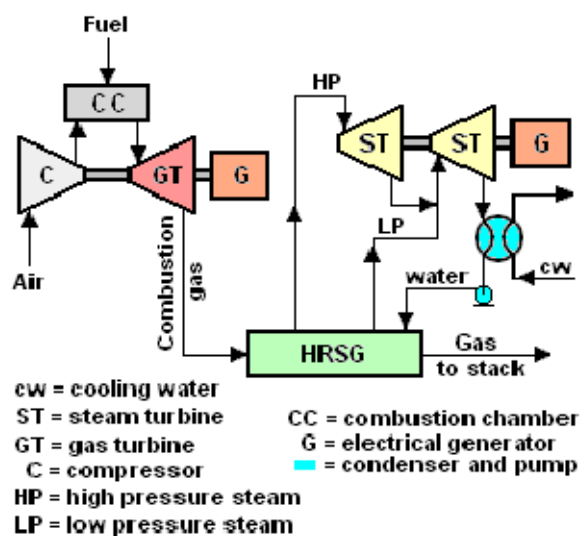 Fuel
CC
C
GT
G
Air
Combustion
gas
HP
ST
ST
G
LP
water
cw
HRSG
Gas
to stack
cw = cooling water
ST = steam turbine
GT = gas turbine
C = compressor
HP = high pressure steam
LP = low pressure steam
CC = combustion chamber
G = electrical generator
= condenser and pump